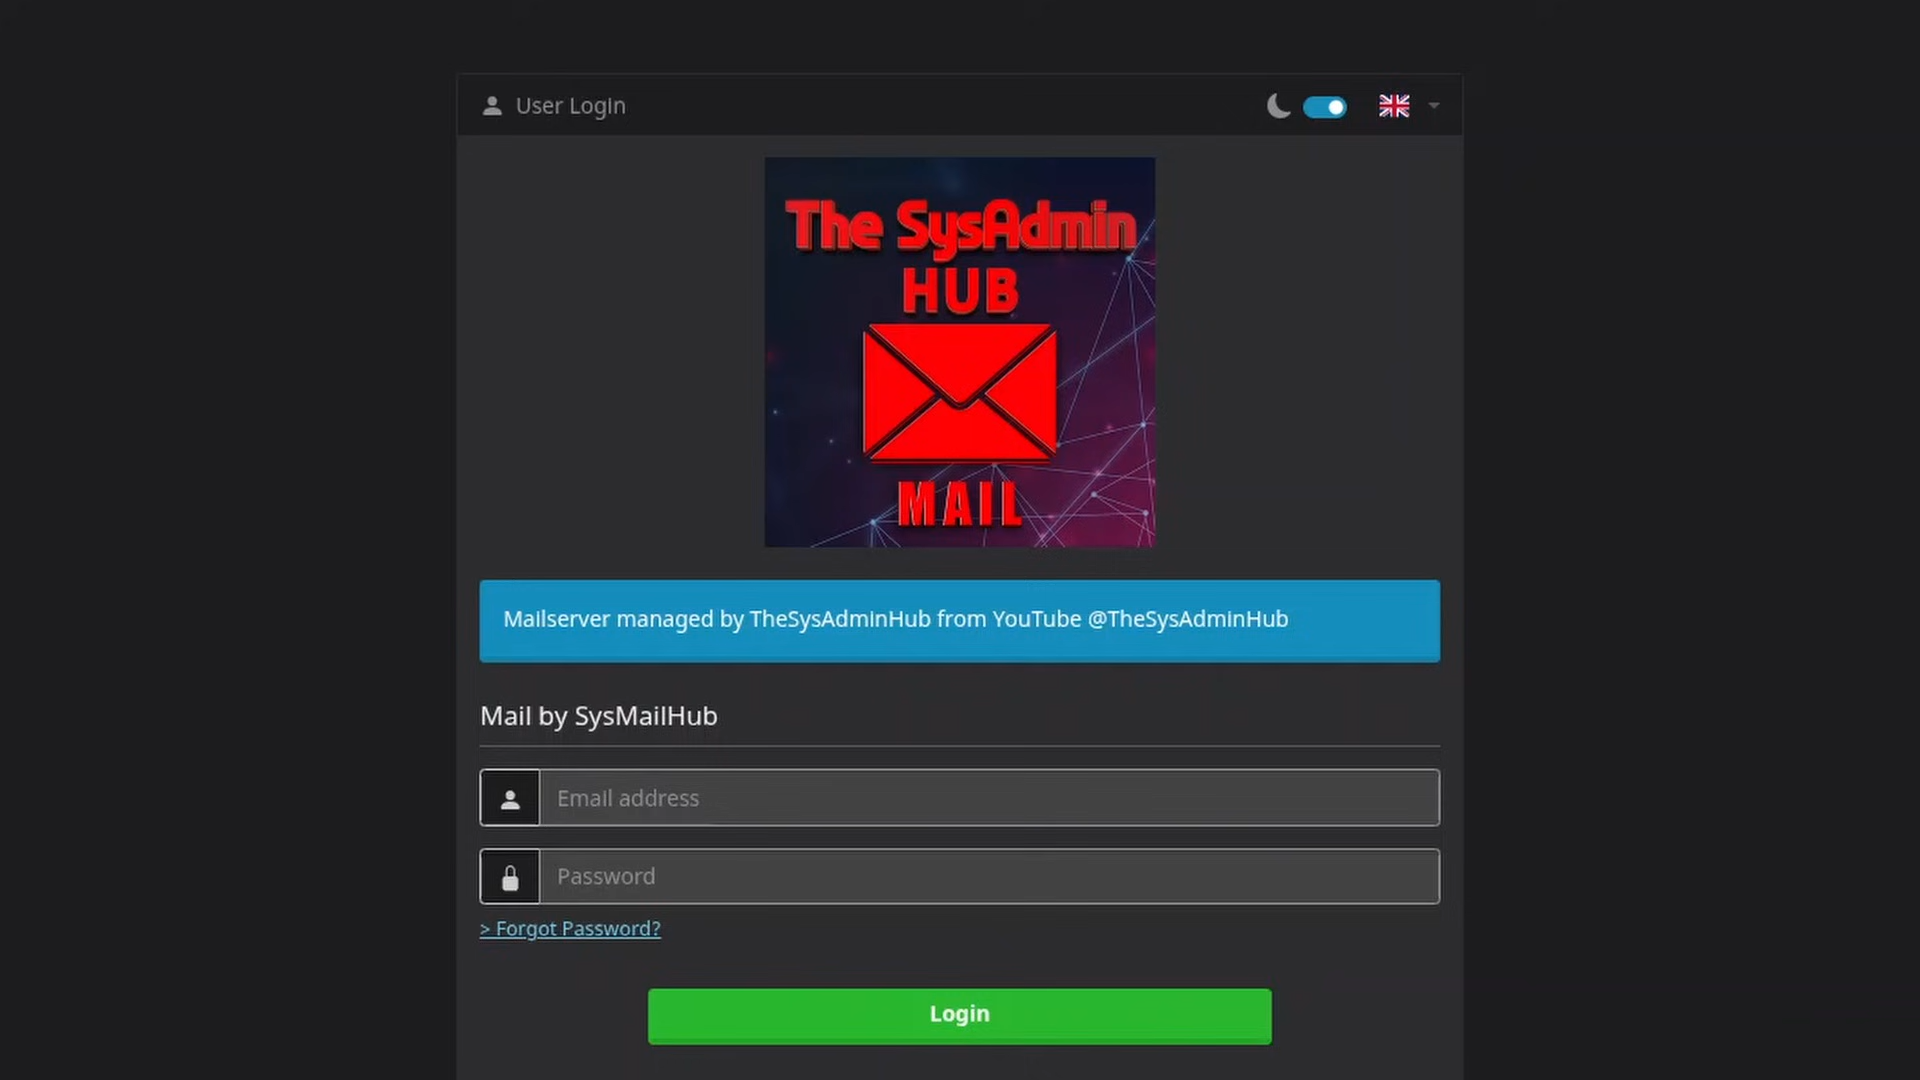 User Login
The SysAdmin
HUB
MAIL
Mailserver managed by TheSysAdminHub from YouTube @TheSysAdminHub
Mail by SysMailHub
Email address
Password
> Forgot Password?
Login